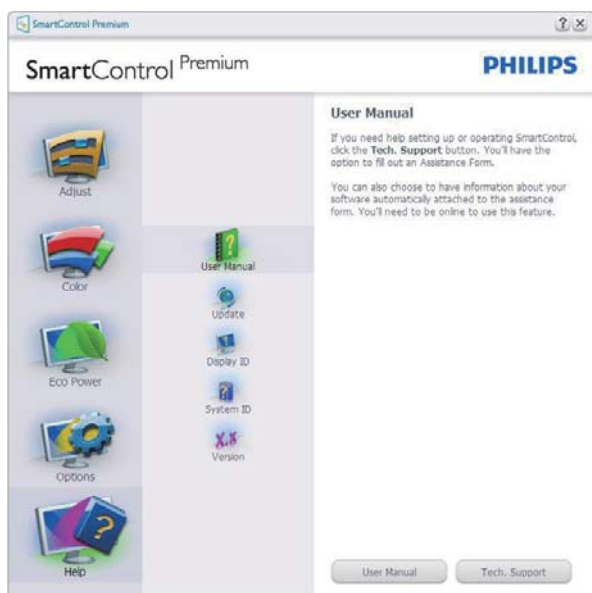 SmartControl Premium
SmartControl Premium
PHILIPS
Adjust
Color
Eco Power
Options
Help
User Manual
Update
Display ID
System ID
X.X
Version
User Manual
If you need help setting up or operating SmartControl,
click the Tech. Support button. You'll have the
option to fill out an Assistance Form.
You can also choose to have information about your
software automatically attached to the assistance
form. You'll need to be online to use this feature.
User Manual
Tech. Support